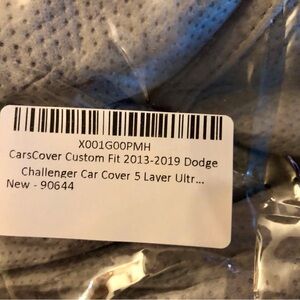 X001G00PMH
CarsCover Custom Fit 2013-2019 Dodge
Challenger Car Cover 5 Layer Ultr...
New - 90644